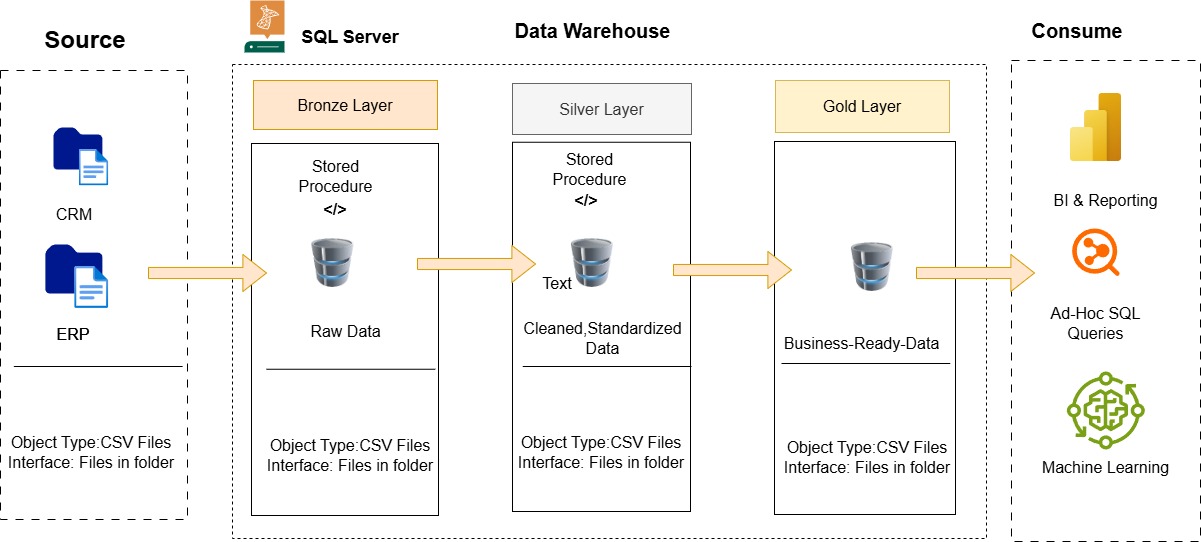 Source
SQL Server
Data Warehouse
Consume
CRM
ERP
Object Type:CSV Files
Interface: Files in folder
Bronze Layer
Stored
Procedure
</>
Raw Data
Object Type:CSV Files
Interface: Files in folder
Silver Layer
Stored
Procedure
</>
Text
Cleaned,Standardized
Data
Object Type:CSV Files
Interface: Files in folder
Gold Layer
Business-Ready-Data
Object Type:CSV Files
Interface: Files in folder
BI & Reporting
Ad-Hoc SQL
Queries
Machine Learning